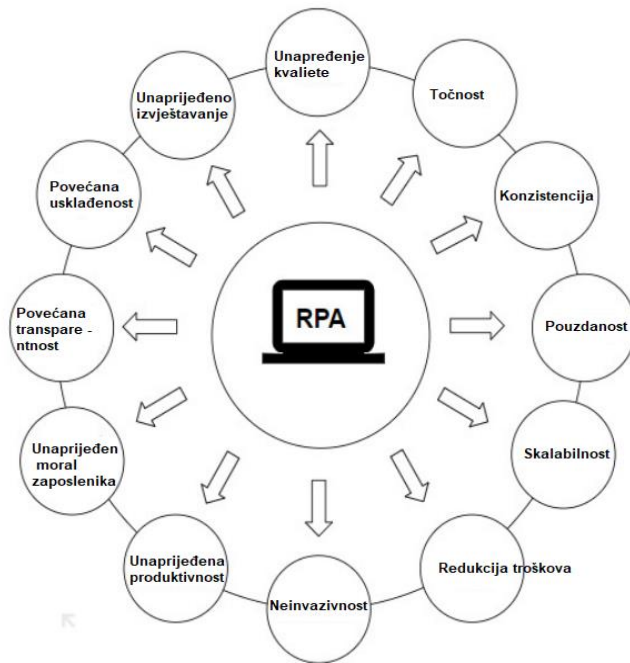 Unapređenje
kvaliete
Točnost
Konzistencija
Pouzdanost
Skalabilnost
Redukcija troškova
Neinvazivnost
Unaprijeđena
produktivnost
Unaprijeđen
moral
zaposlenika
Povećana
transpare -
ntnost
Povećana
usklađenost
Unaprijeđeno
izvještavanje
RPA